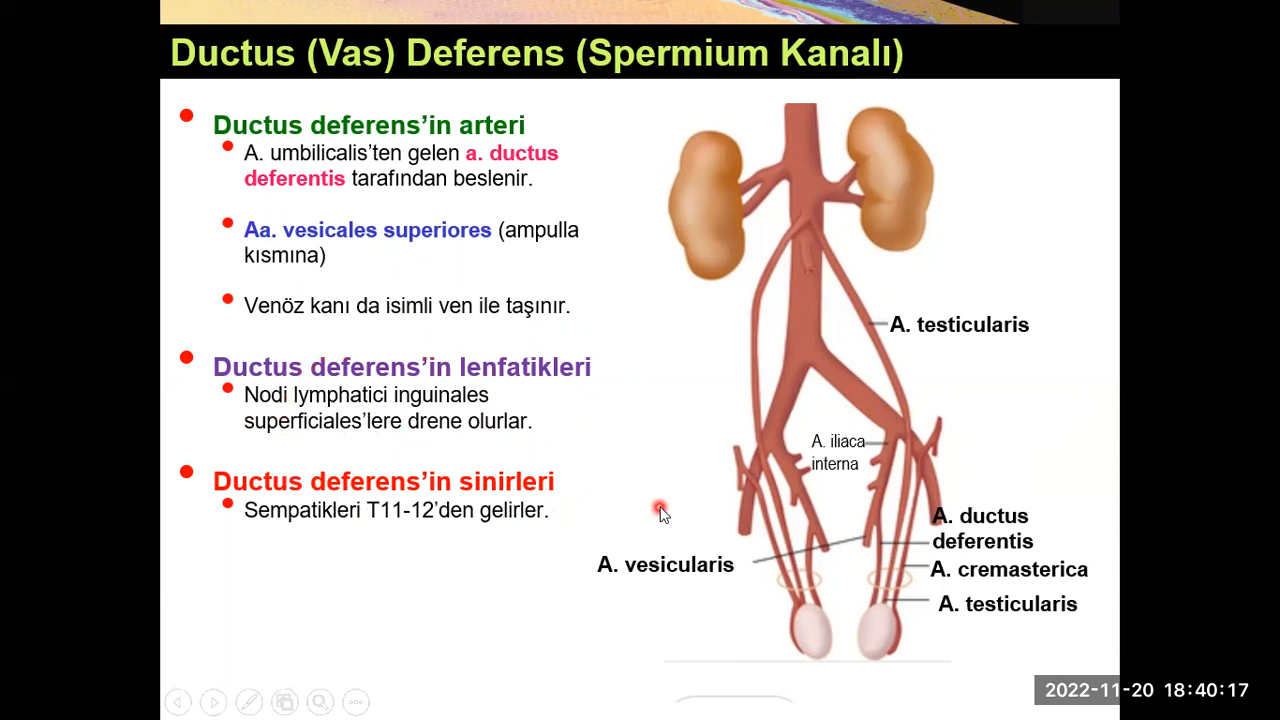 Ductus (Vas) Deferens (Spermium Kanalı)
Ductus deferens’in arteri
A. umbilicalis’ten gelen a. ductus
deferentis tarafından beslenir.
Aa. vesicales superiores (ampulla
kısmına)
Venöz kanı da isimli ven ile taşınır.
Ductus deferens’in lenfatikleri
Nodi lymphatici inguinales
superficiales’lere drene olurlar.
Ductus deferens’in sinirleri
Sempatikleri T11-12’den gelirler.
A. testicularis
A. iliaca
interna
A. ductus
deferentis
A. vesicularis
A. cremasterica
A. testicularis
2022-11-20 18:40:17